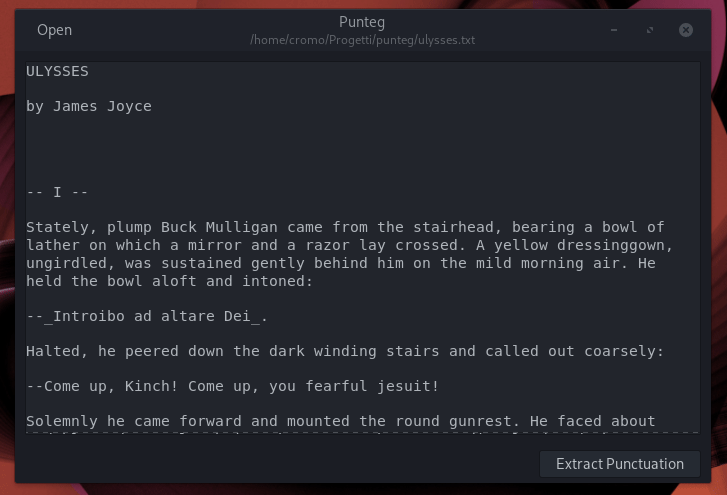 Open
Punteg
/home/cromo/Progetti/punteg/ulysses.txt
ULYSSES
by James Joyce
-- I --
Stately, plump Buck Mulligan came from the stairhead, bearing a bowl of
lather on which a mirror and a razor lay crossed. A yellow dressinggown,
ungirdled, was sustained gently behind him on the mild morning air. He
held the bowl aloft and intoned:
--_Introibo ad altare Dei_.
Halted, he peered down the dark winding stairs and called out coarsely:
--Come up, Kinch! Come up, you fearful jesuit!
Solemnly he came forward and mounted the round gunrest. He faced about
Extract Punctuation